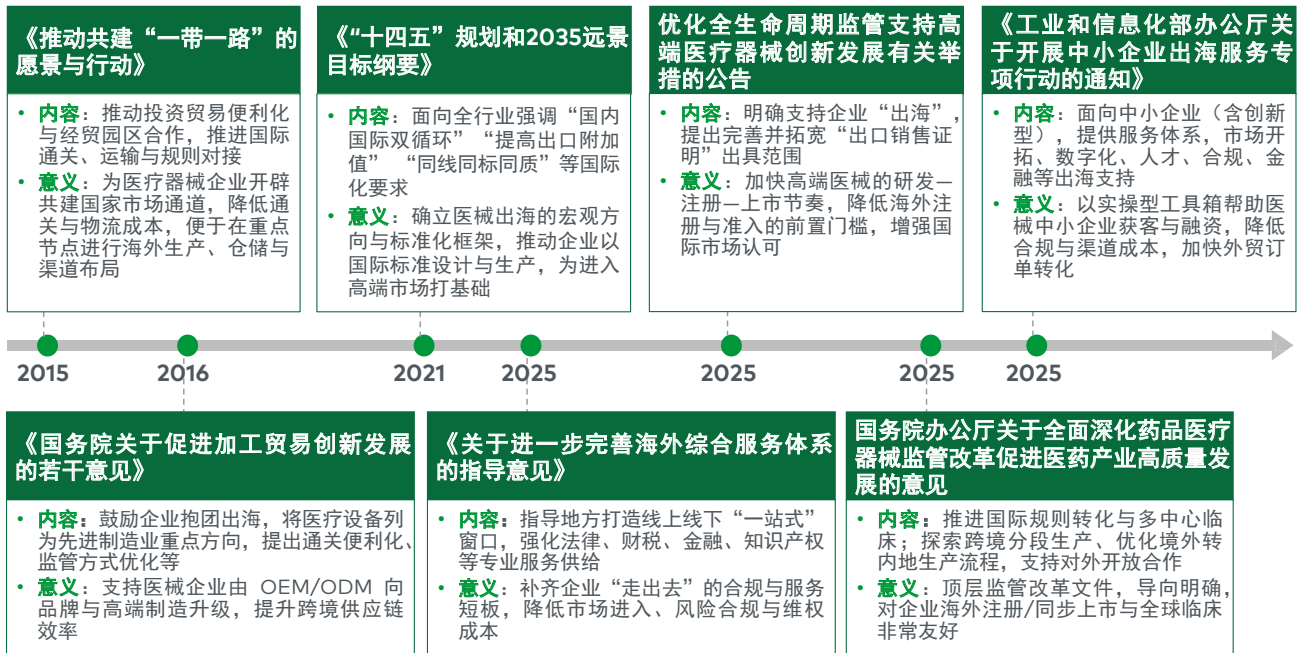 《推动共建“一带一路”的
愿景与行动》
• 内容：推动投资贸易便利化
与经贸园区合作，推进国际
通关、运输与规则对接
• 意义：为医疗器械企业开辟
共建国家市场通道，降低通
关与物流成本，便于在重点
节点进行海外生产、仓储与
渠道布局
《“十四五”规划和2035远景
目标纲要》
• 内容：面向全行业强调“国内
国际双循环”“提高出口附加
值”“同线同标同质”等国际
化要求
• 意义：确立医械出海的宏观方
向与标准化框架，推动企业以
国际标准设计与生产，为进入
高端市场打基础
优化全生命周期监管支持高
端医疗器械创新发展有关举
措的公告
• 内容：明确支持企业“出海”，
提出完善并拓宽“出口销售证
明”出具范围
• 意义：加快高端医械的研发—
注册—上市节奏，降低海外注
册与准入的前置门槛，增强国
际市场认可
《工业和信息化部办公厅关
于开展中小企业出海服务专
项行动的通知》
• 内容：面向中小企业（含创新
型），提供服务体系，市场开
拓、数字化、人才、合规、金
融等出海支持
• 意义：以实操型工具箱帮助医
械中小企业获客与融资，降低
合规与渠道成本，加快外贸订
单转化
2015
2016
2021
2025
2025
2025
2025
《国务院关于促进加工贸易创新发展
的若干意见》
• 内容：鼓励企业抱团出海，将医疗设备列
为先进制造业重点方向，提出通关便利化、
监管方式优化等
• 意义：支持医械企业由 OEM/ODM 向
品牌与高端制造升级，提升跨境供应链
效率
《关于进一步完善海外综合服务体系
的指导意见》
• 内容：指导地方打造线上线下“一站式”
窗口，强化法律、财税、金融、知识产权
等专业服务供给
• 意义：补齐企业“走出去”的合规与服务
短板，降低市场进入、风险合规与维权
成本
国务院办公厅关于全面深化药品医疗
器械监管改革促进医药产业高质量发
展的意见
• 内容：推进国际规则转化与多中心临
床；探索跨境分段生产、优化境外转
内地生产流程，支持对外开放合作
• 意义：顶层监管改革文件，导向明确，
对企业海外注册/同步上市与全球临床
非常友好